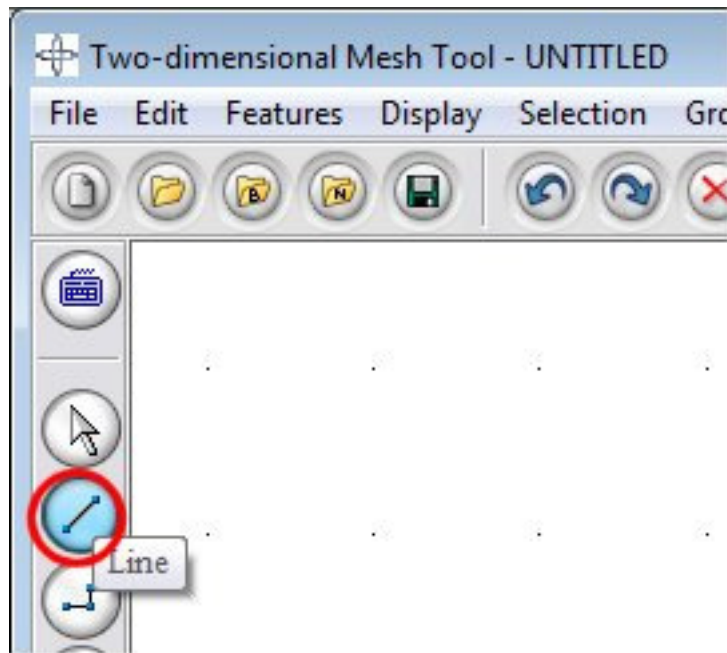 Two-dimensional Mesh Tool - UNTITLED
File Edit Features Display Selection
B N
Line